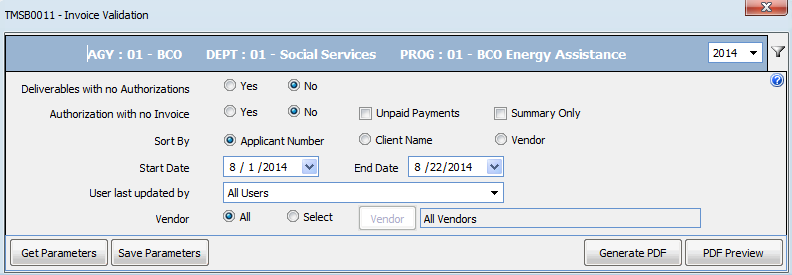 TMSB0011 - Invoice Validation
AGY : 01 - BCO DEPT : 01 - Social Services PROG : 01 - BCO Energy Assistance 2014
Deliverables with no Authorizations Yes No
Authorization with no Invoice Yes No Unpaid Payments Summary Only
Sort By Applicant Number Client Name Vendor
Start Date 8 / 1 /2014 End Date 8 /22/2014
User last updated by All Users
Vendor All Select Vendor All Vendors
Get Parameters Save Parameters Generate PDF PDF Preview